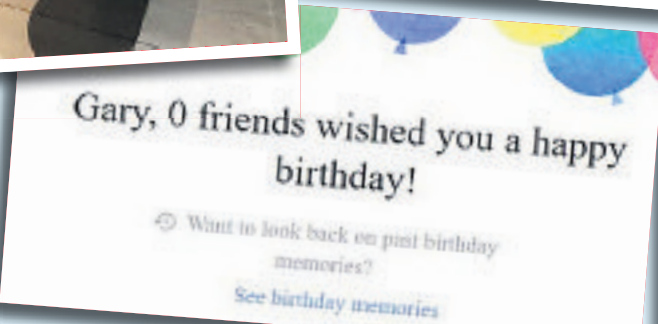 Gary, 0 friends wished you a happy
birthday!
Want to look back on past birthday
memories?
See birthday memories